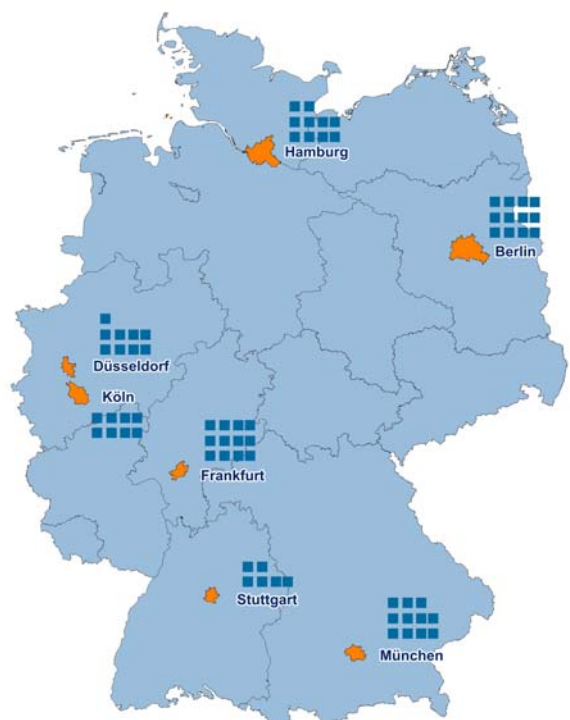 Hamburg
Berlin
Düsseldorf
Köln
Frankfurt
Stuttgart
München